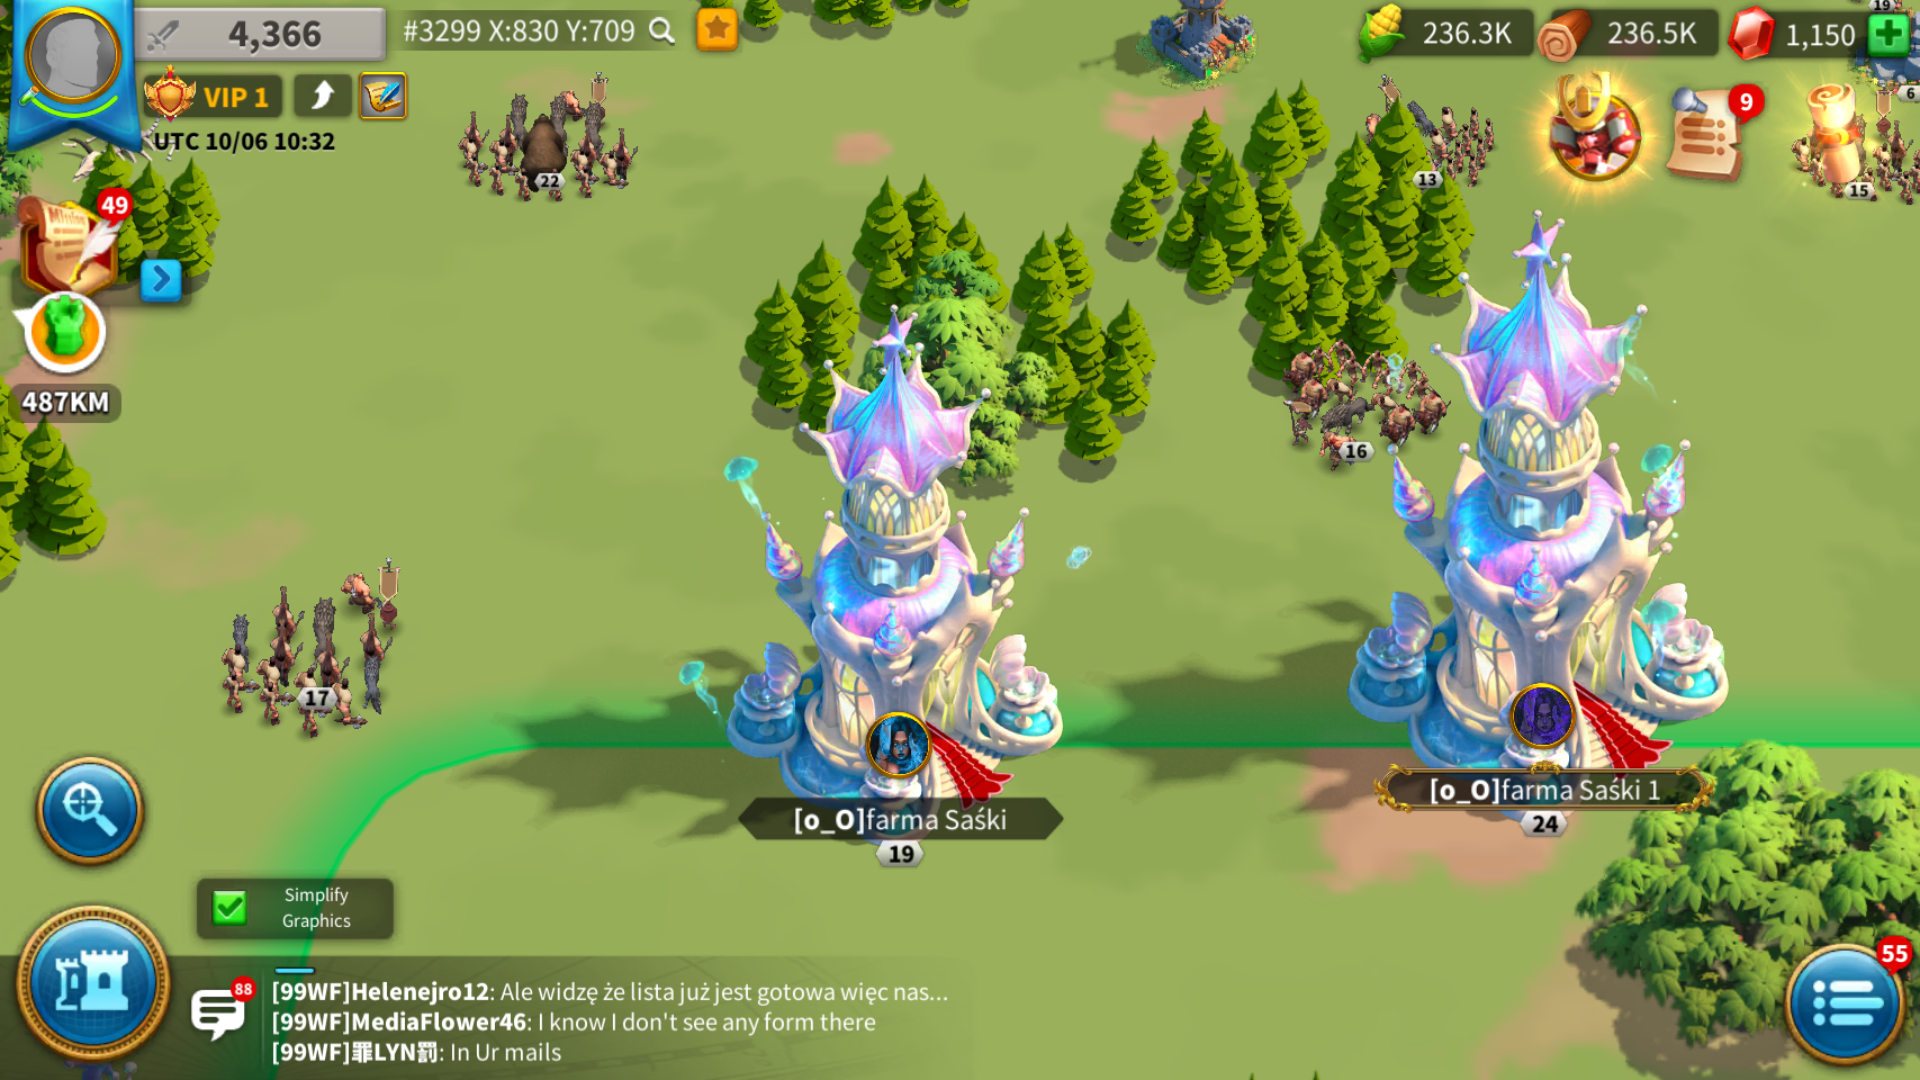 4,366
#3299 X:830 Y:709
236.3K
236.5K
1,150
19
VIP 1
UTC 10/06 10:32
9
6
22
13
15
49
Mission
487KM
16
17
[o_O]farma Saśki
19
[o_O]farma Saśki 1
24
Simplify
Graphics
88
55
[99WF]Helenejro12: Ale widzę że lista już jest gotowa więc nas...
[99WF]MediaFlower46: I know I don't see any form there
[99WF]罪LYN罰: In Ur mails